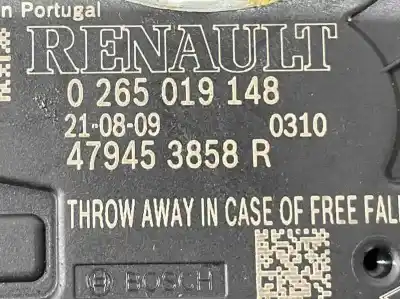 n Portugal
RENAULT
0 265 019 148
21-08-09 0310
47945 3858 R
THROW AWAY IN CASE OF FREE FALL
BOSCH